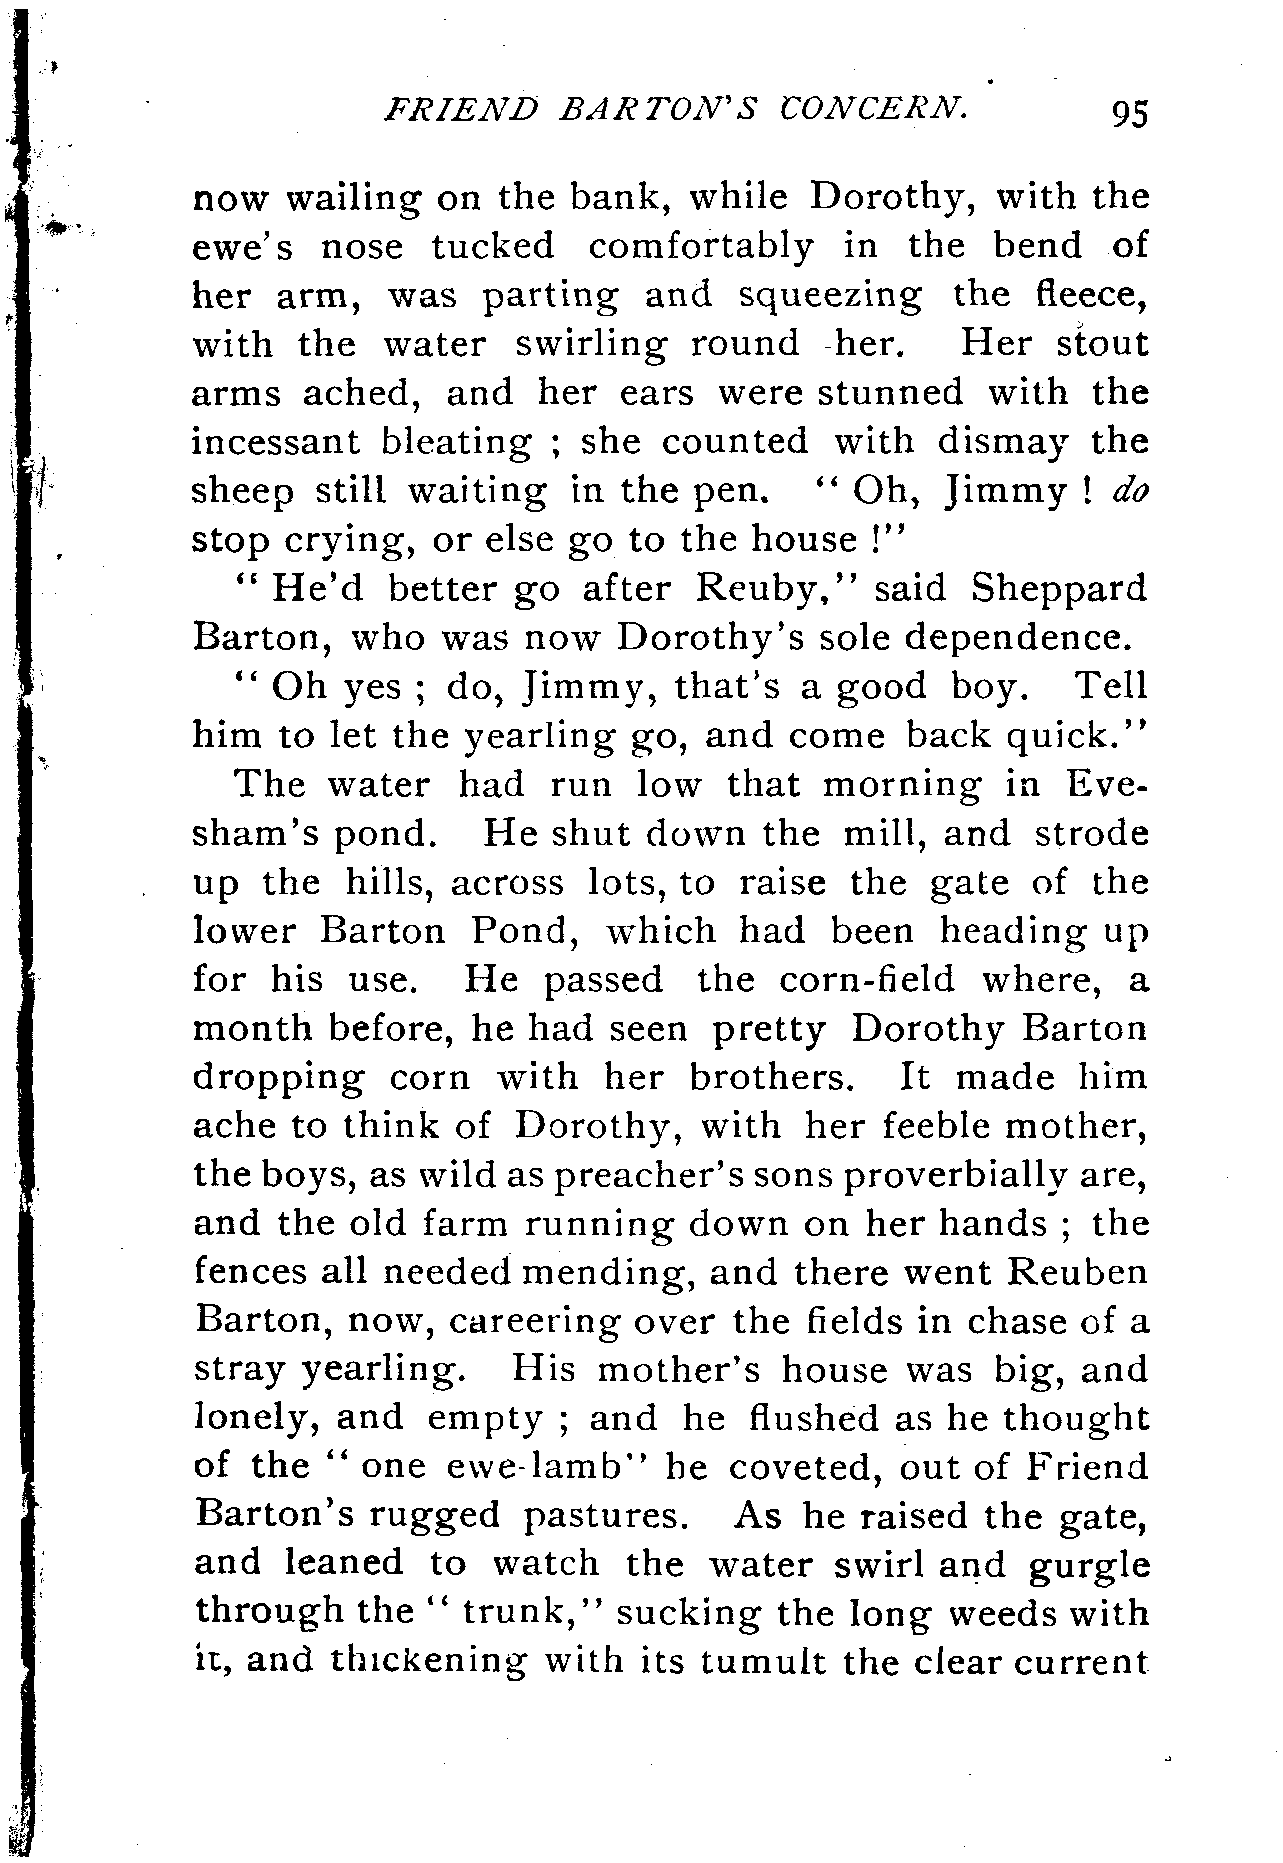 FRIEND BARTON'S CONCERN. 95
now wailing on the bank, while Dorothy, with the
ewe's nose tucked comfortably in the bend of
her arm, was parting and squeezing the fleece,
with the water swirling round her. Her stout
arms ached, and her ears were stunned with the
incessant bleating ; she counted with dismay the
sheep still waiting in the pen. “ Oh, Jimmy ! do
stop crying, or else go to the house !”
“ He'd better go after Reuby,” said Sheppard
Barton, who was now Dorothy's sole dependence.
“ Oh yes ; do, Jimmy, that's a good boy. Tell
him to let the yearling go, and come back quick.”
The water had run low that morning in Eve-
sham's pond. He shut down the mill, and strode
up the hills, across lots, to raise the gate of the
lower Barton Pond, which had been heading up
for his use. He passed the corn-field where, a
month before, he had seen pretty Dorothy Barton
dropping corn with her brothers. It made him
ache to think of Dorothy, with her feeble mother,
the boys, as wild as preacher's sons proverbially are,
and the old farm running down on her hands ; the
fences all needed mending, and there went Reuben
Barton, now, careering over the fields in chase of a
stray yearling. His mother's house was big, and
lonely, and empty ; and he flushed as he thought
of the “ one ewe-lamb” he coveted, out of Friend
Barton's rugged pastures. As he raised the gate,
and leaned to watch the water swirl and gurgle
through the “ trunk,” sucking the long weeds with
it, and thickening with its tumult the clear current